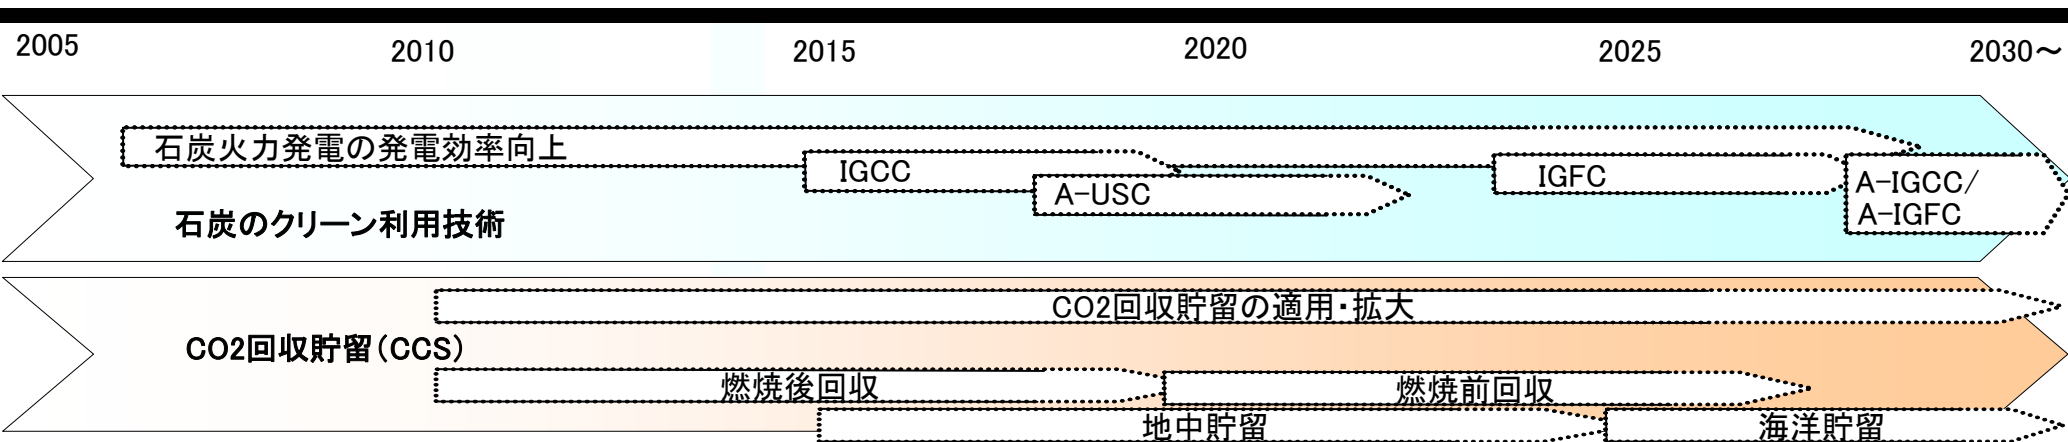 2005 2010 2015 2020 2025 2030～
石炭火力発電の発電効率向上
IGCC
A-USC
IGFC
A-IGCC/
A-IGFC
石炭のクリーン利用技術
CO2回収貯留の適用・拡大
CO2回収貯留（CCS）
燃焼後回収
燃焼前回収
地中貯留
海洋貯留